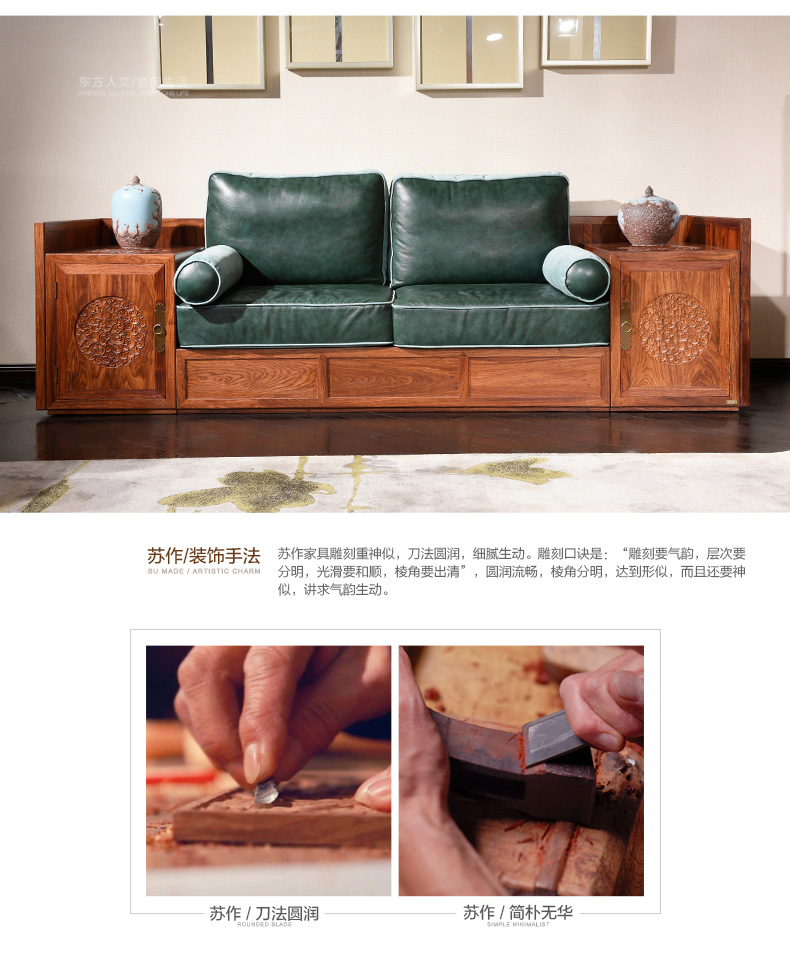 东方人文/
苏作/装饰手法
SU MADE / ARTISTIC CHARM
苏作家具雕刻重神似，刀法圆润，细腻生动。雕刻口诀是：“雕刻要气韵，层次要
分明，光滑要和顺，棱角要出清”，圆润流畅，棱角分明，达到形似，而且还要神
似，讲求气韵生动。
苏作 / 刀法圆润
ROUNDED BLADE
苏作 / 简朴无华
SIMPLE MINIMALIST